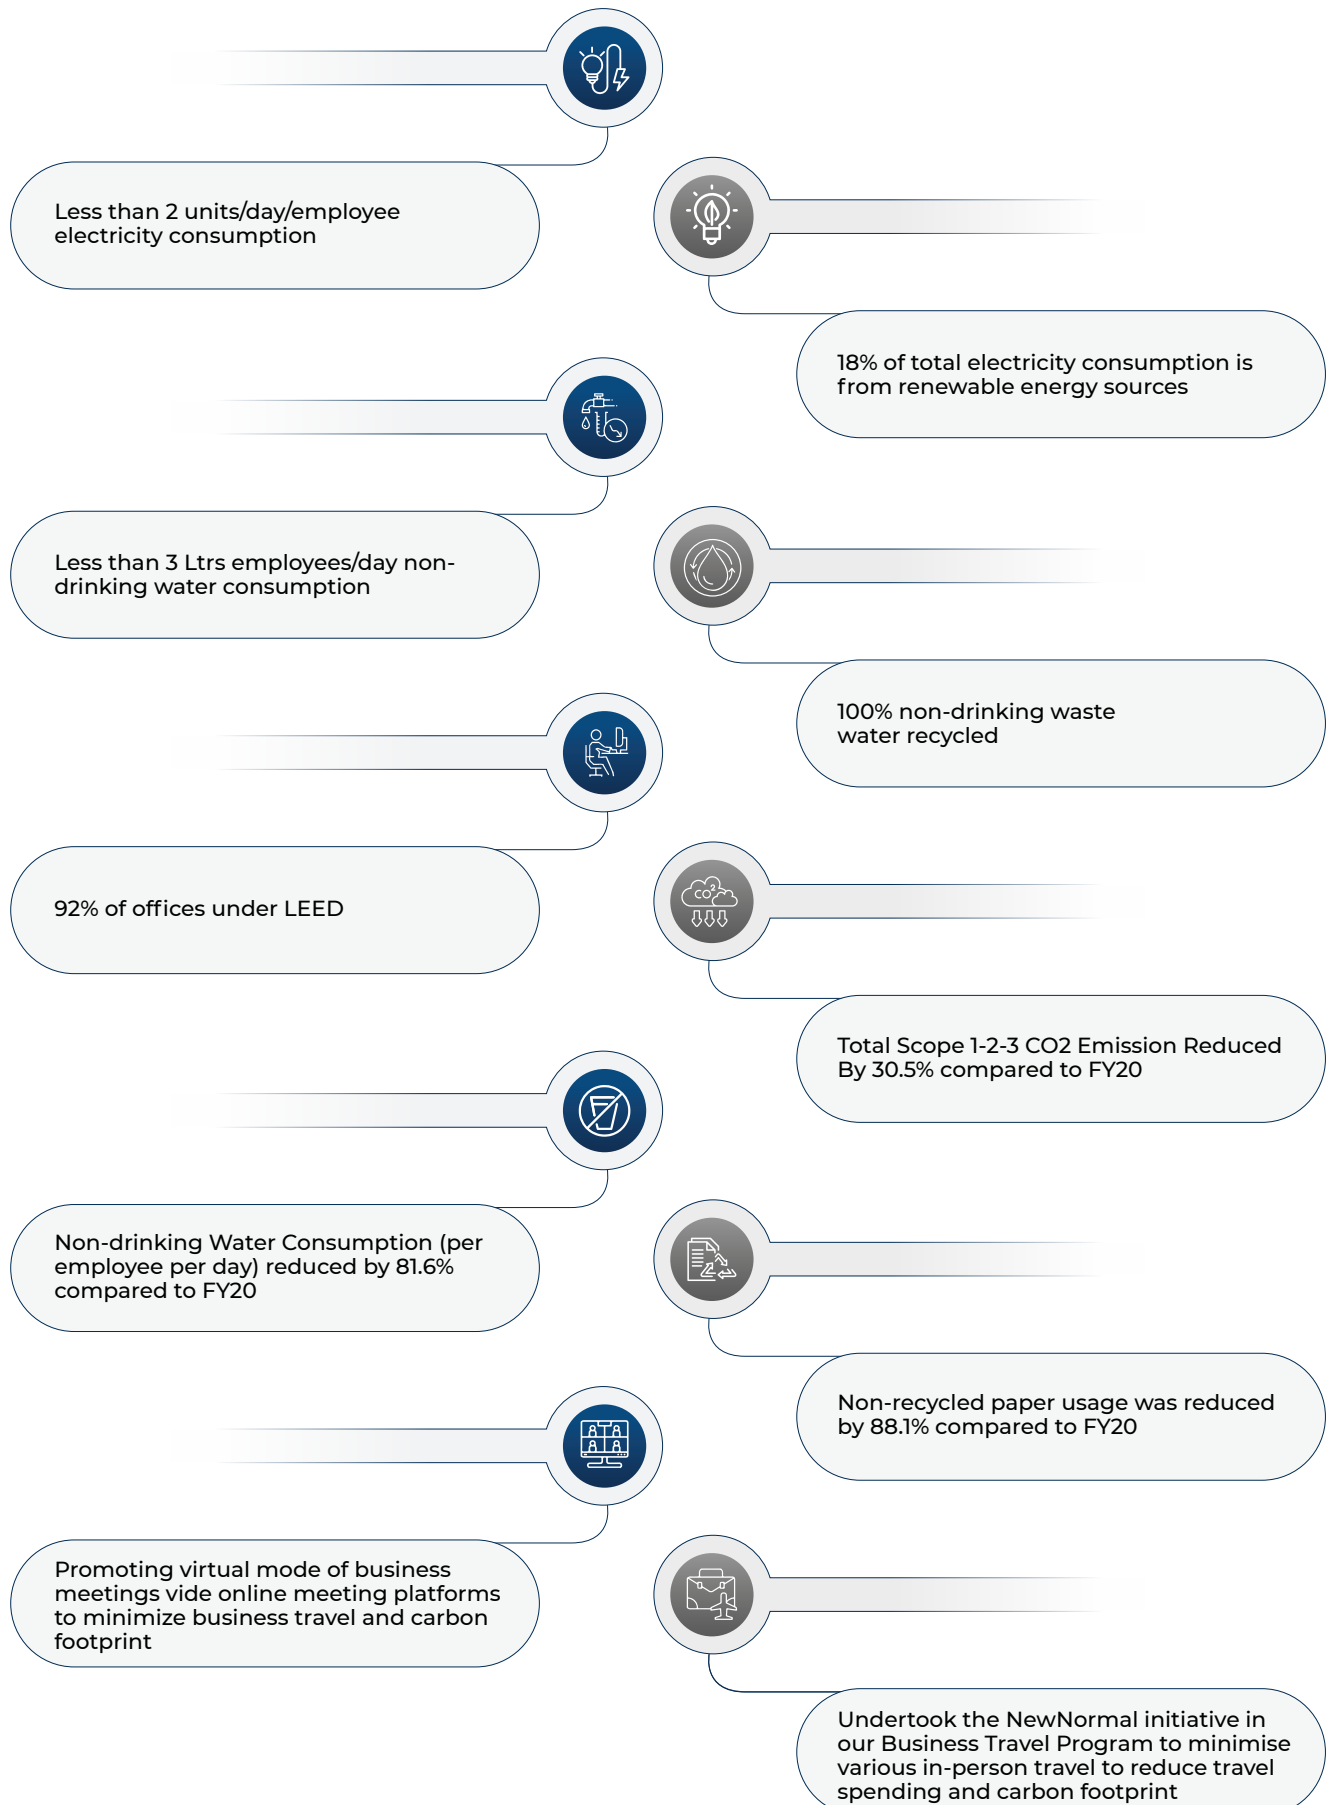 Less than 2 units/day/employee
electricity consumption
18% of total electricity consumption is
from renewable energy sources
Less than 3 Ltrs employees/day non-
drinking water consumption
100% non-drinking waste
water recycled
92% of offices under LEED
CO2
Total Scope 1-2-3 CO2 Emission Reduced
By 30.5% compared to FY20
Non-drinking Water Consumption (per
employee per day) reduced by 81.6%
compared to FY20
Non-recycled paper usage was reduced
by 88.1% compared to FY20
Promoting virtual mode of business
meetings vide online meeting platforms
to minimize business travel and carbon
footprint
Undertook the NewNormal initiative in
our Business Travel Program to minimise
various in-person travel to reduce travel
spending and carbon footprint